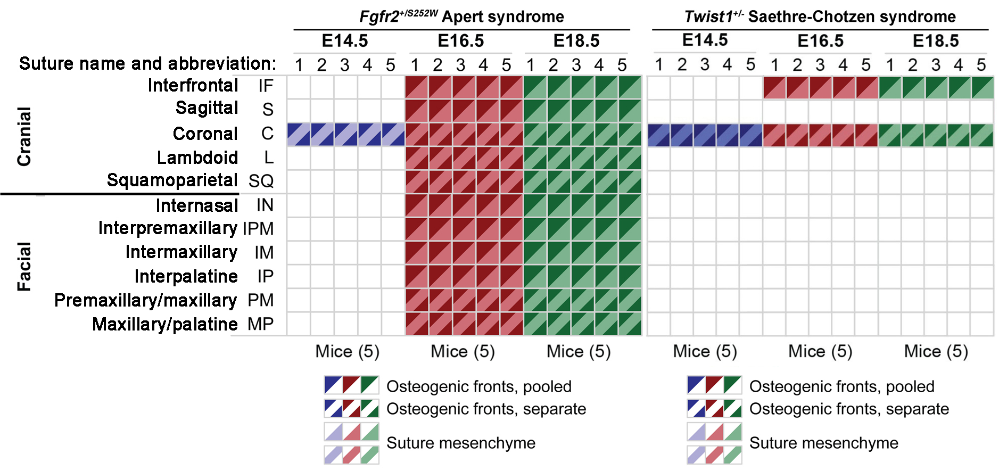 Fgfr2+/S252W Apert syndrome Twist1+/- Saethre-Chotzen syndrome
E14.5 E16.5 E18.5 E14.5 E16.5 E18.5
Suture name and abbreviation: 1 2 3 4 5 1 2 3 4 5 1 2 3 4 5 1 2 3 4 5 1 2 3 4 5 1 2 3 4 5
Cranial
Interfrontal IF
Sagittal S
Coronal C
Lambdoid L
Squamoparietal SQ
Facial
Internasal IN
Interpremaxillary IPM
Intermaxillary IM
Interpalatine IP
Premaxillary/maxillary PM
Maxillary/palatine MP
Mice (5) Mice (5) Mice (5) Mice (5) Mice (5) Mice (5)
Osteogenic fronts, pooled
Osteogenic fronts, separate
Suture mesenchyme
Osteogenic fronts, pooled
Osteogenic fronts, separate
Suture mesenchyme